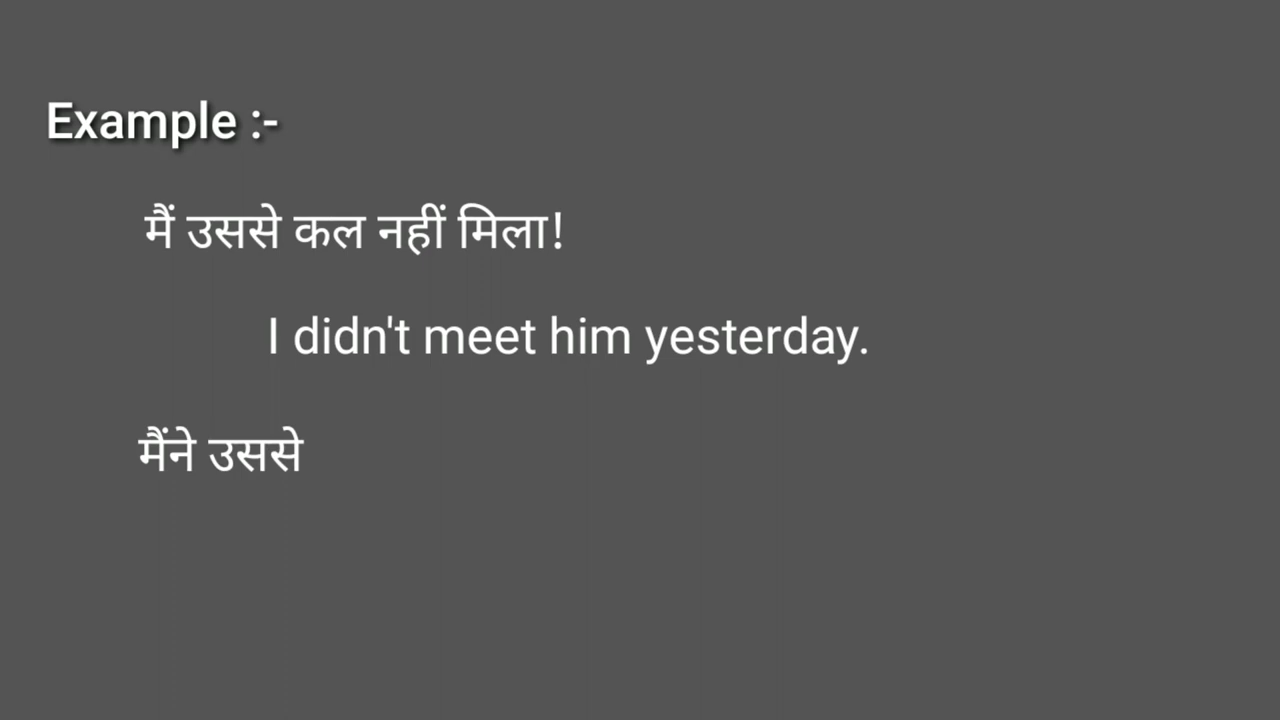 Example :-
मैं उससे कल नहीं मिला!
I didn't meet him yesterday.
मैंने उससे